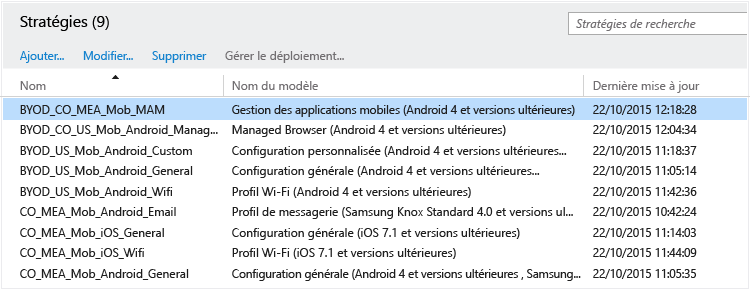 Stratégies (9)
Stratégies de recherche
Ajouter... Modifier... Supprimer Gérer le déploiement...
Nom Nom du modèle Dernière mise à jour
BYOD_CO_MEA_Mob_MAM Gestion des applications mobiles (Android 4 et versions ultérieures) 22/10/2015 12:18:28
BYOD_CO_US_Mob_Android_Manag... Managed Browser (Android 4 et versions ultérieures) 22/10/2015 12:04:34
BYOD_US_Mob_Android_Custom Configuration personnalisée (Android 4 et versions ultérieures... 22/10/2015 11:18:37
BYOD_US_Mob_Android_General Configuration générale (Android 4 et versions ultérieures... 22/10/2015 11:05:14
BYOD_US_Mob_Android_Wifi Profil Wi-Fi (Android 4 et versions ultérieures) 22/10/2015 11:42:36
CO_MEA_Mob_Android_Email Profil de messagerie (Samsung Knox Standard 4.0 et versions ul... 22/10/2015 10:42:24
CO_MEA_Mob_iOS_General Configuration générale (iOS 7.1 et versions ultérieures) 22/10/2015 11:14:03
CO_MEA_Mob_iOS_Wifi Profil Wi-Fi (iOS 7.1 et versions ultérieures) 22/10/2015 11:44:09
CO_MEA_Mob_Android_General Configuration générale (Android 4 et versions ultérieures , Samsung... 22/10/2015 11:05:35